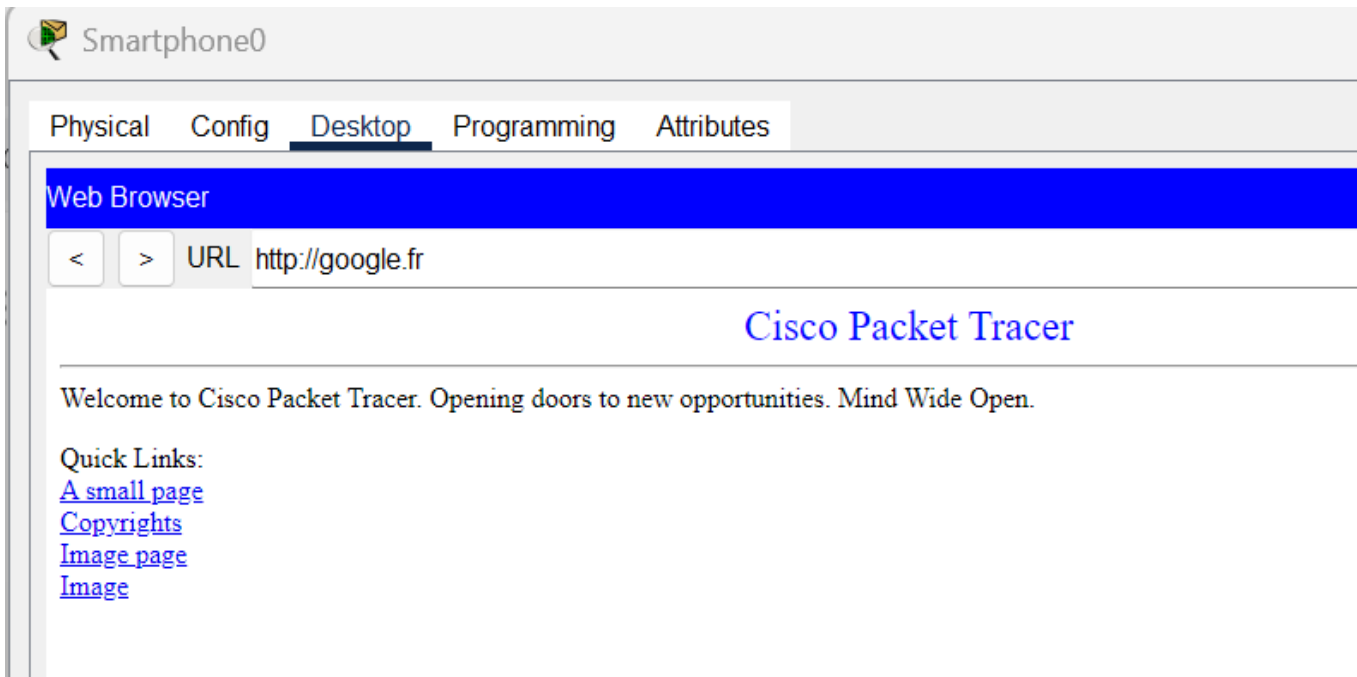 Smartphone0
Physical Config Desktop Programming Attributes
Web Browser
< > URL http://google.fr
Cisco Packet Tracer
Welcome to Cisco Packet Tracer. Opening doors to new opportunities. Mind Wide Open.
Quick Links:
A small page
Copyrights
Image page
Image